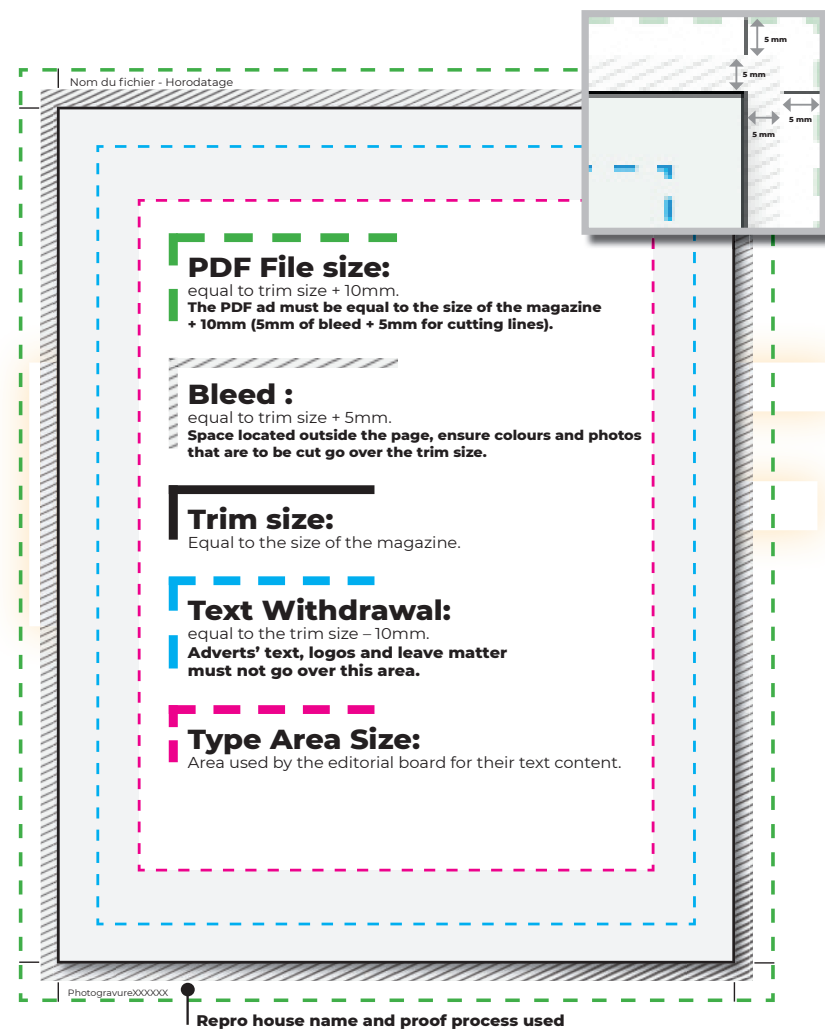 Nom du fichier - Horodatage
5 mm
5 mm
5 mm
5 mm
PDF File size:
equal to trim size + 10mm.
The PDF ad must be equal to the size of the magazine
+ 10mm (5mm of bleed + 5mm for cutting lines).
Bleed :
equal to trim size + 5mm.
Space located outside the page, ensure colours and photos
that are to be cut go over the trim size.
Trim size:
Equal to the size of the magazine.
Text Withdrawal:
equal to the trim size – 10mm.
Adverts’ text, logos and leave matter
must not go over this area.
Type Area Size:
Area used by the editorial board for their text content.
PhotogravureXXXXXX
Repro house name and proof process used